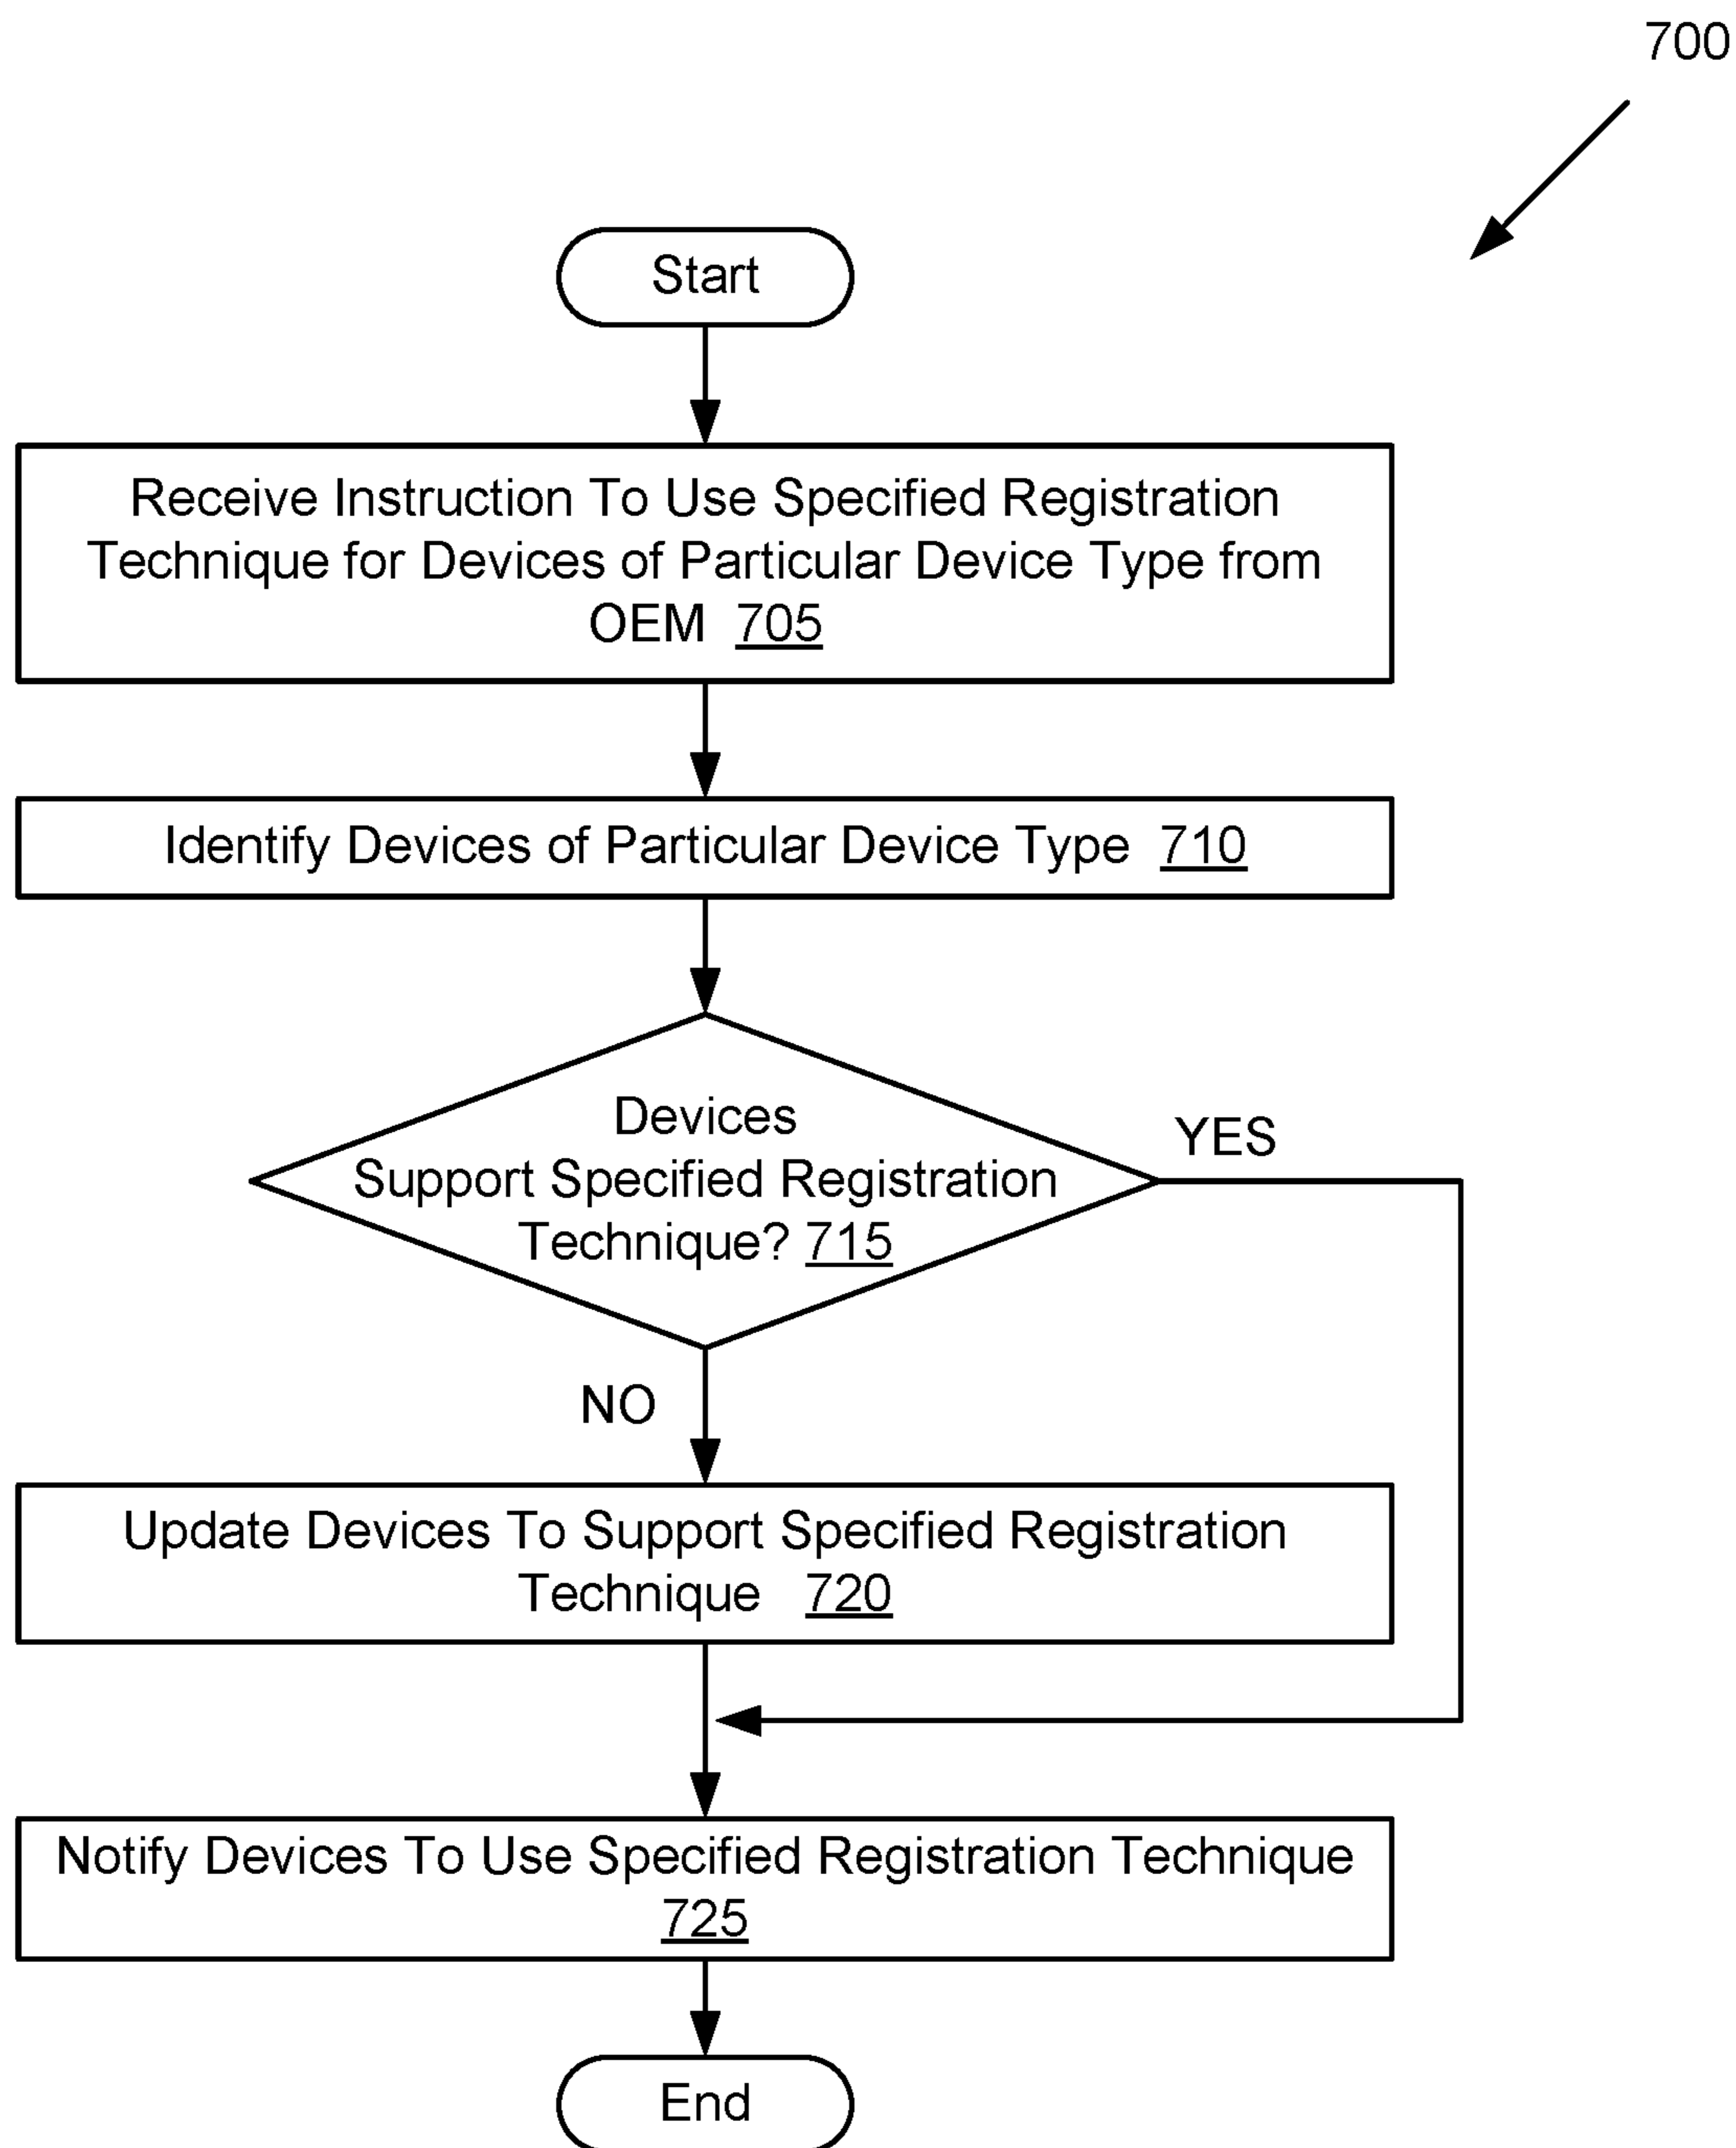 700
Start
Receive Instruction To Use Specified Registration
Technique for Devices of Particular Device Type from
OEM 705
Identify Devices of Particular Device Type 710
Devices
Support Specified Registration
Technique? 715
YES
NO
Update Devices To Support Specified Registration
Technique 720
Notify Devices To Use Specified Registration Technique
725
End